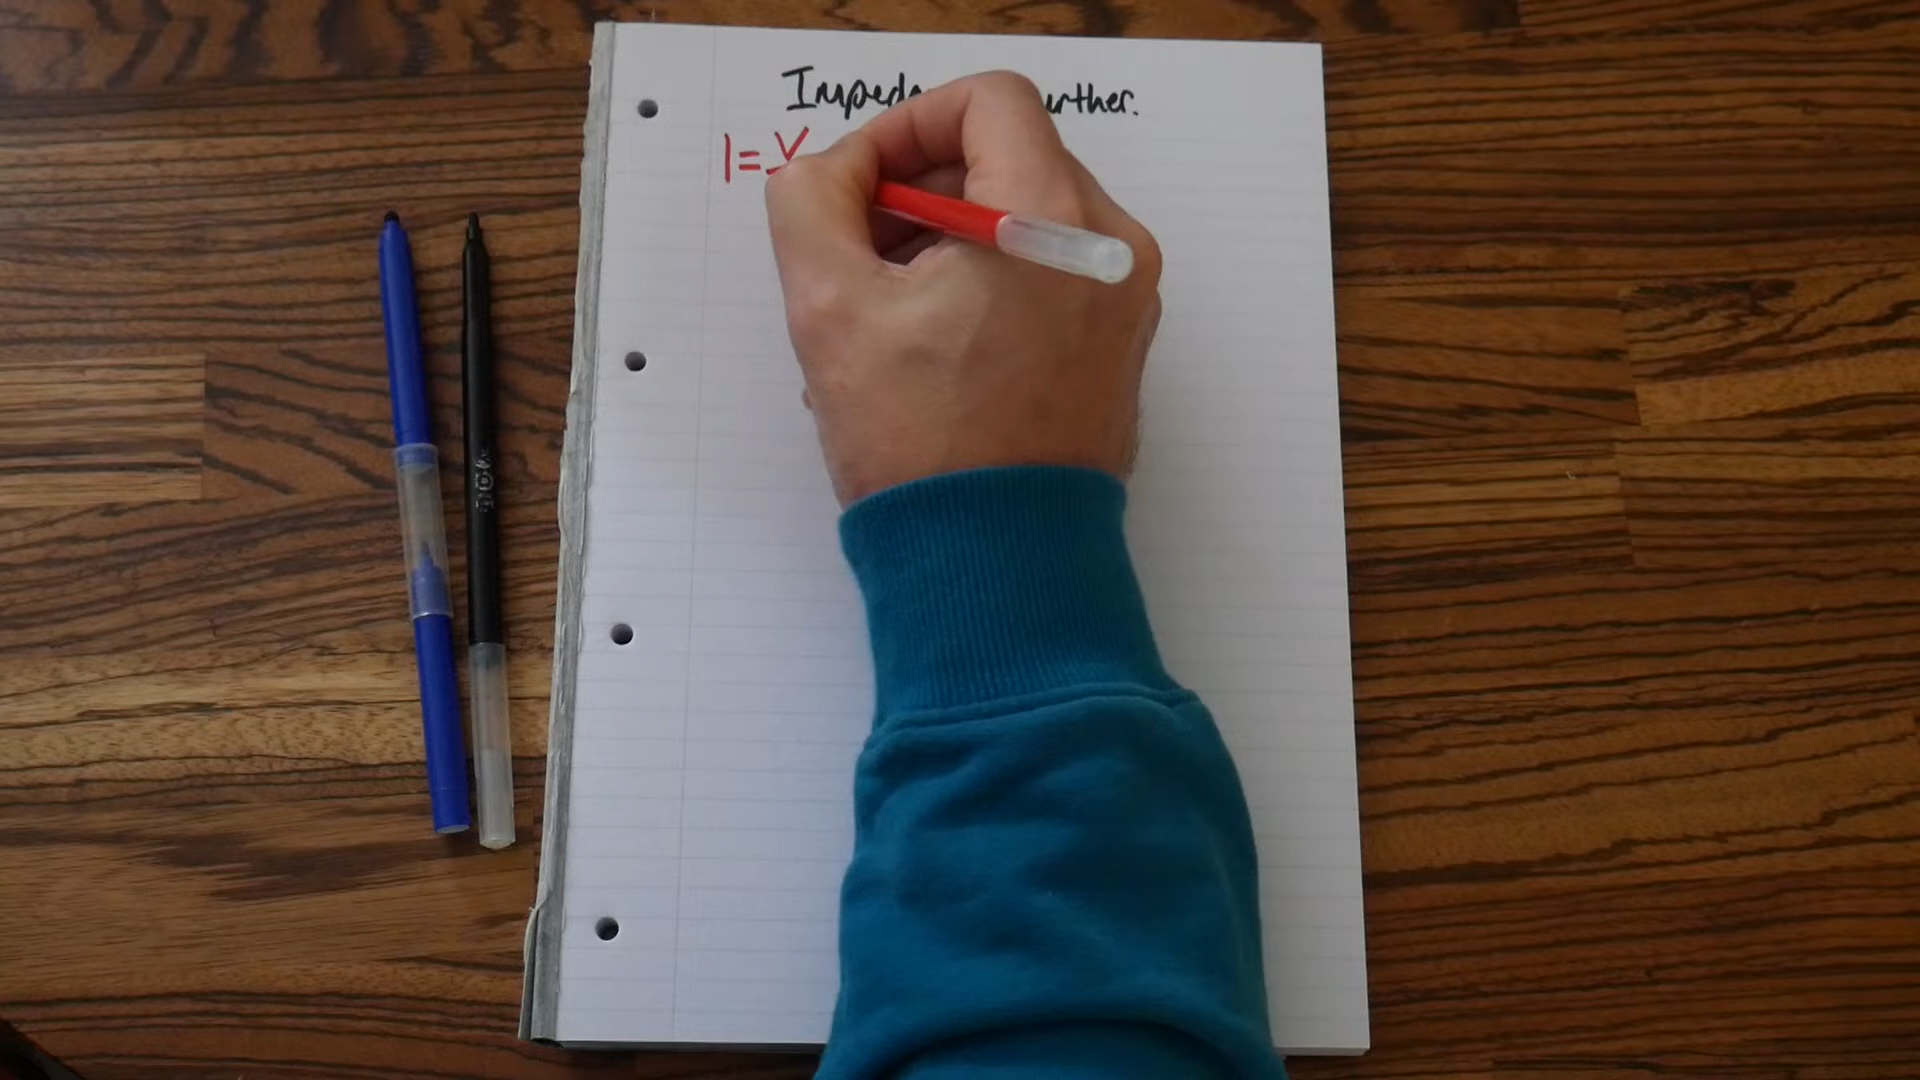 Imped urther.
I = V